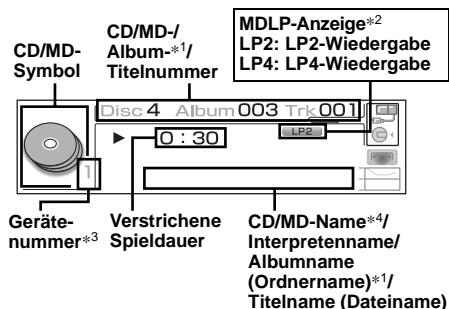 CD/MD-
Symbol
CD/MD-/
Album-*1/
Titelnummer
MDLP-Anzeige*2
LP2: LP2-Wiedergabe
LP4: LP4-Wiedergabe
Disc 4 Album 003 Trk 001
0 : 30
LP2
1
Geräte-
nummer*3
Verstrichene
Spieldauer
CD/MD-Name*4/
Interpretenname/
Albumname
(Ordnername)*1/
Titelname (Dateiname)